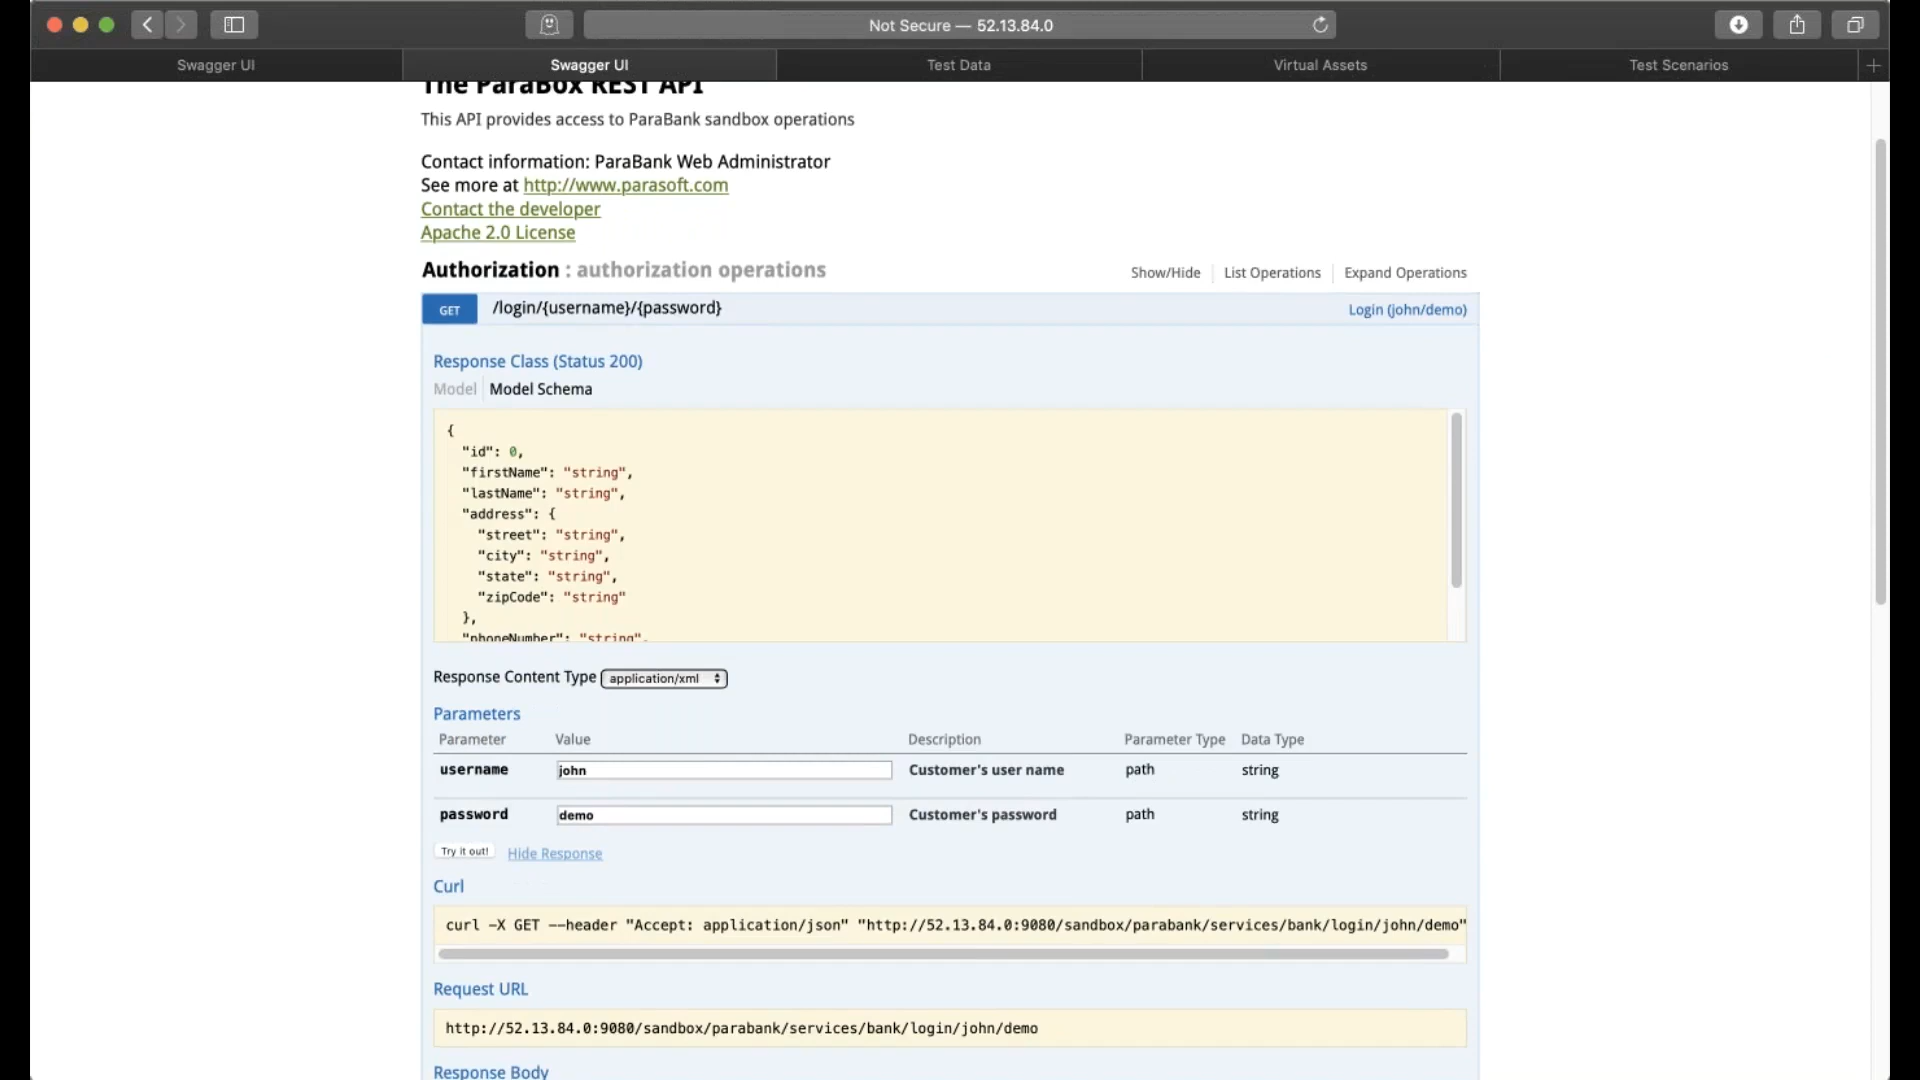 Not Secure — 52.13.84.0
Swagger UI
Swagger UI
Test Data
Virtual Assets
Test Scenarios
The ParaBox REST API
This API provides access to ParaBank sandbox operations
Contact information: ParaBank Web Administrator
See more at http://www.parasoft.com
Contact the developer
Apache 2.0 License
Authorization : authorization operations
Show/Hide
List Operations
Expand Operations
GET /login/{username}/{password}
Login (john/demo)
Response Class (Status 200)
Model Model Schema
{
"id": 0,
"firstName": "string",
"lastName": "string",
"address": {
"street": "string",
"city": "string",
"state": "string",
"zipCode": "string"
},
"phoneNumber": "string",
Response Content Type application/xml
Parameters
Parameter Value Description Parameter Type Data Type
username john Customer's user name path string
password demo Customer's password path string
Try it out! Hide Response
Curl
curl -X GET --header "Accept: application/json" "http://52.13.84.0:9080/sandbox/parabank/services/bank/login/john/demo"
Request URL
http://52.13.84.0:9080/sandbox/parabank/services/bank/login/john/demo
Response Body